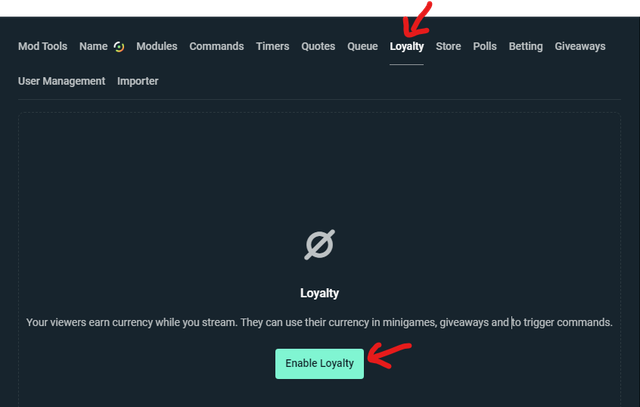 Mod Tools Name Modules Commands Timers Quotes Queue Loyalty Store Polls Betting Giveaways
User Management Importer
Loyalty
Your viewers earn currency while you stream. They can use their currency in minigames, giveaways and to trigger commands.
Enable Loyalty